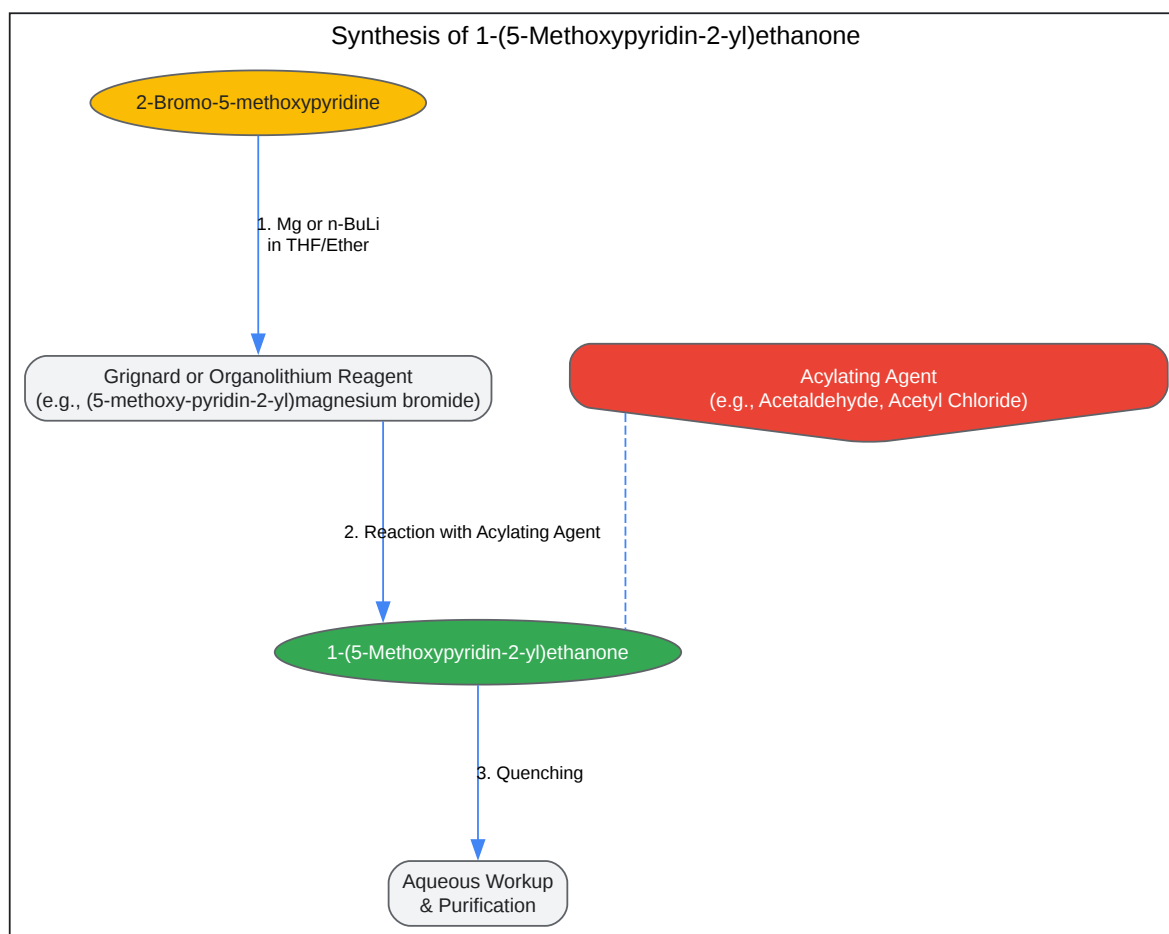 Synthesis of 1-(5-Methoxypyridin-2-yl)ethanone
2-Bromo-5-methoxypyridine
1. Mg or n-BuLi
in THF/Ether
Grignard or Organolithium Reagent
(e.g., (5-methoxy-pyridin-2-yl)magnesium bromide)
Acylating Agent
(e.g., Acetaldehyde, Acetyl Chloride)
2. Reaction with Acylating Agent
1-(5-Methoxypyridin-2-yl)ethanone
3. Quenching
Aqueous Workup
& Purification